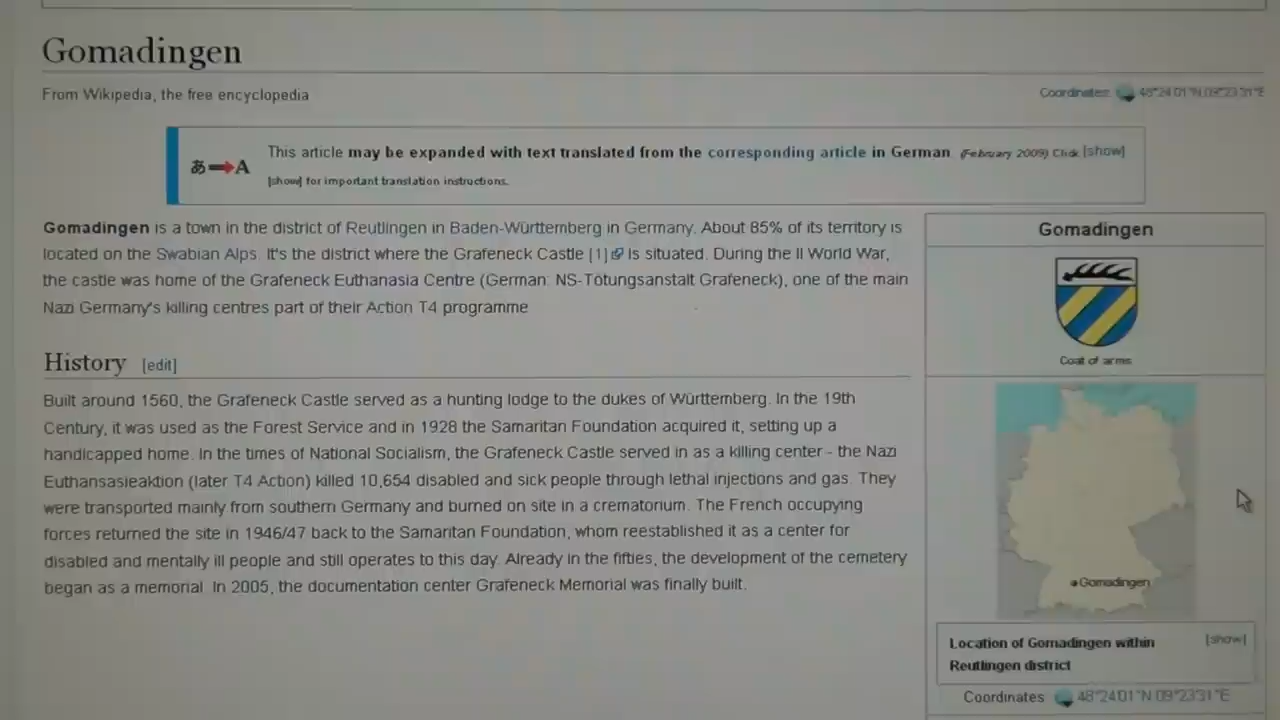 Gomadingen
From Wikipedia, the free encyclopedia
Coordinates: 48°24′01″N 09°23′31″E
あ A
This article may be expanded with text translated from the corresponding article in German. (February 2009) Click [show]
[show] for important translation instructions.
Gomadingen is a town in the district of Reutlingen in Baden-Württemberg in Germany. About 85% of its territory is
located on the Swabian Alps. It's the district where the Grafeneck Castle [1] is situated. During the II World War,
the castle was home of the Grafeneck Euthanasia Centre (German: NS-Tötungsanstalt Grafeneck), one of the main
Nazi Germany's killing centres part of their Action T4 programme
History [edit]
Built around 1560, the Grafeneck Castle served as a hunting lodge to the dukes of Württemberg. In the 19th
Century, it was used as the Forest Service and in 1928 the Samaritan Foundation acquired it, setting up a
handicapped home. In the times of National Socialism, the Grafeneck Castle served in as a killing center - the Nazi
Euthansasieaktion (later T4 Action) killed 10,654 disabled and sick people through lethal injections and gas. They
were transported mainly from southern Germany and burned on site in a crematorium. The French occupying
forces returned the site in 1946/47 back to the Samaritan Foundation, whom reestablished it as a center for
disabled and mentally ill people and still operates to this day. Already in the fifties, the development of the cemetery
began as a memorial. In 2005, the documentation center Grafeneck Memorial was finally built.
Gomadingen
Coat of arms
Gomadingen
Location of Gomadingen within [show]
Reutlingen district
Coordinates: 48°24′01″N 09°23′31″E